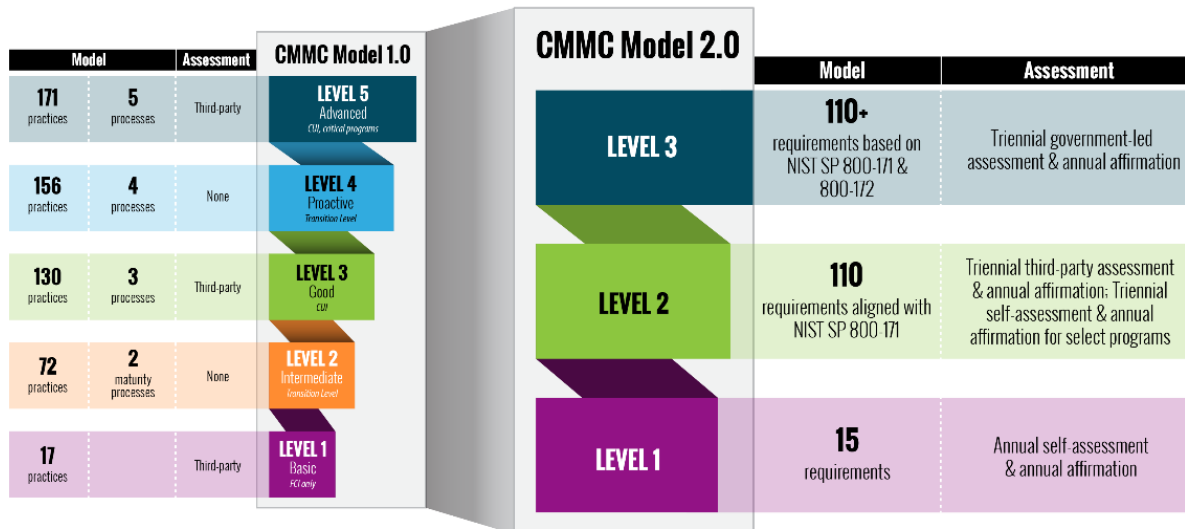 Model
Assessment
CMMC Model 1.0
171
practices
5
processes
Third-party
LEVEL 5
Advanced
CUI, critical programs
156
practices
4
processes
None
LEVEL 4
Proactive
Transition Level
130
practices
3
processes
Third-party
LEVEL 3
Good
CUI
72
practices
2
maturity
processes
None
LEVEL 2
Intermediate
Transition Level
17
practices
Third-party
LEVEL 1
Basic
FCI only
CMMC Model 2.0
Model
Assessment
LEVEL 3
110+
requirements based on
NIST SP 800-171 &
800-172
Triennial government-led
assessment & annual affirmation
LEVEL 2
110
requirements aligned with
NIST SP 800-171
Triennial third-party assessment
& annual affirmation; Triennial
self-assessment & annual
affirmation for select programs
LEVEL 1
15
requirements
Annual self-assessment
& annual affirmation